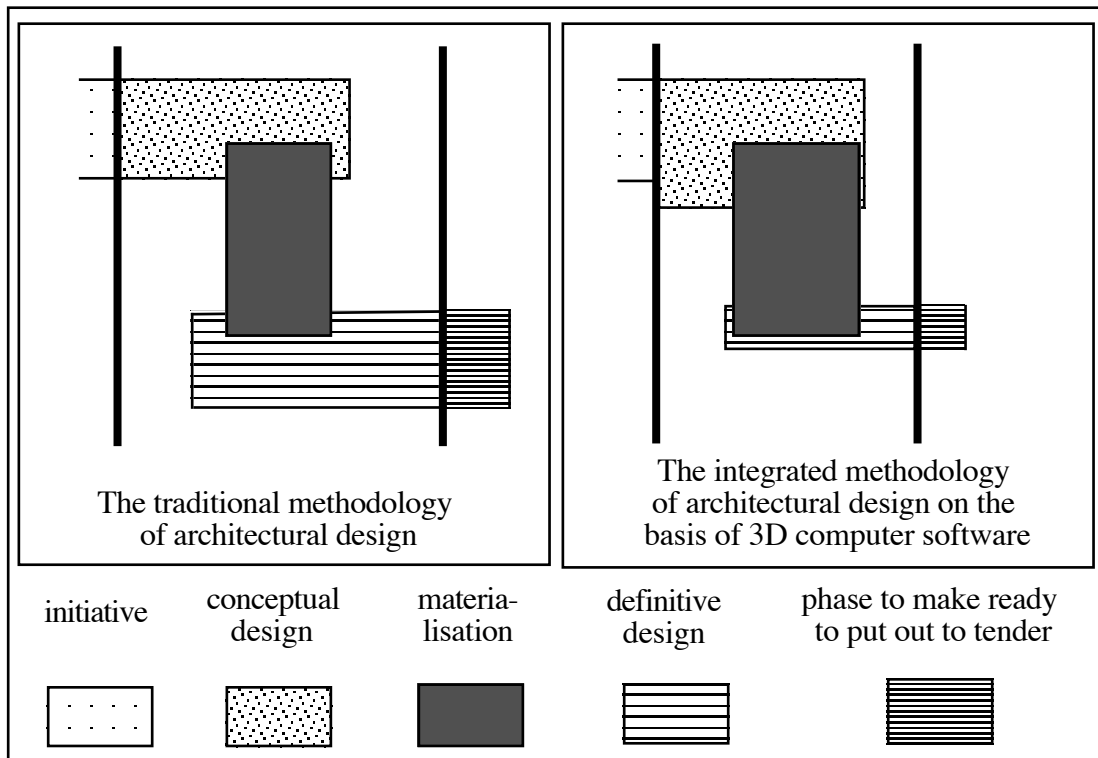 The traditional methodology
of architectural design
The integrated methodology
of architectural design on the
basis of 3D computer software
initiative
conceptual
design
materia-
lisation
definitive
design
phase to make ready
to put out to tender